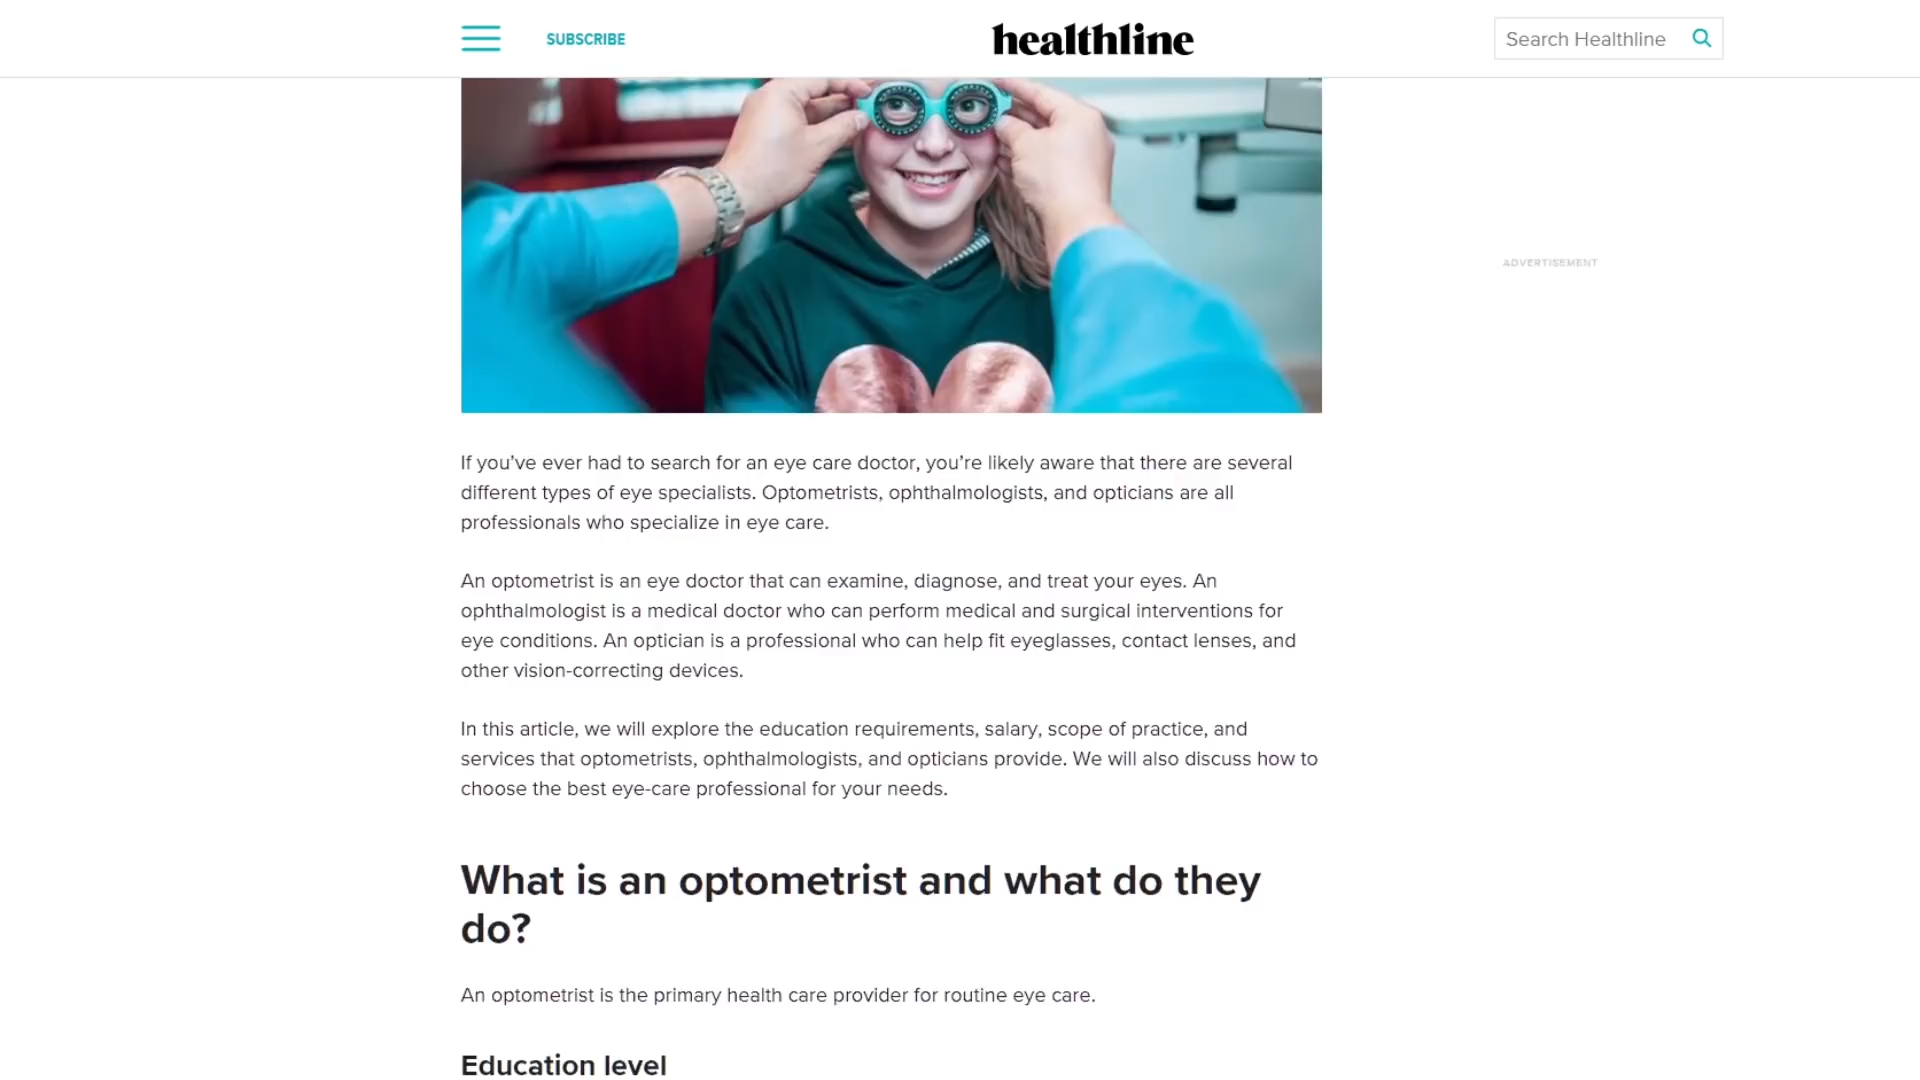 SUBSCRIBE
healthline
Search Healthline
ADVERTISEMENT
If you’ve ever had to search for an eye care doctor, you’re likely aware that there are several
different types of eye specialists. Optometrists, ophthalmologists, and opticians are all
professionals who specialize in eye care.
An optometrist is an eye doctor that can examine, diagnose, and treat your eyes. An
ophthalmologist is a medical doctor who can perform medical and surgical interventions for
eye conditions. An optician is a professional who can help fit eyeglasses, contact lenses, and
other vision-correcting devices.
In this article, we will explore the education requirements, salary, scope of practice, and
services that optometrists, ophthalmologists, and opticians provide. We will also discuss how to
choose the best eye-care professional for your needs.
What is an optometrist and what do they
do?
An optometrist is the primary health care provider for routine eye care.
Education level